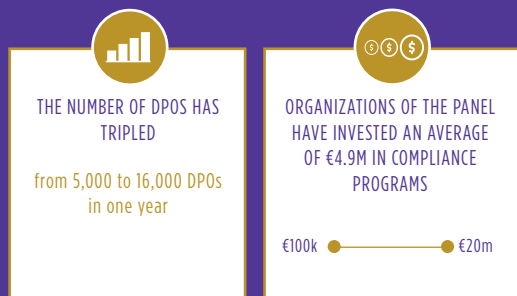 THE NUMBER OF DPOS HAS
TRIPLED
from 5,000 to 16,000 DPOs
in one year
$ $ $
ORGANIZATIONS OF THE PANEL
HAVE INVESTED AN AVERAGE
OF €4.9M IN COMPLIANCE
PROGRAMS
€100k €20m